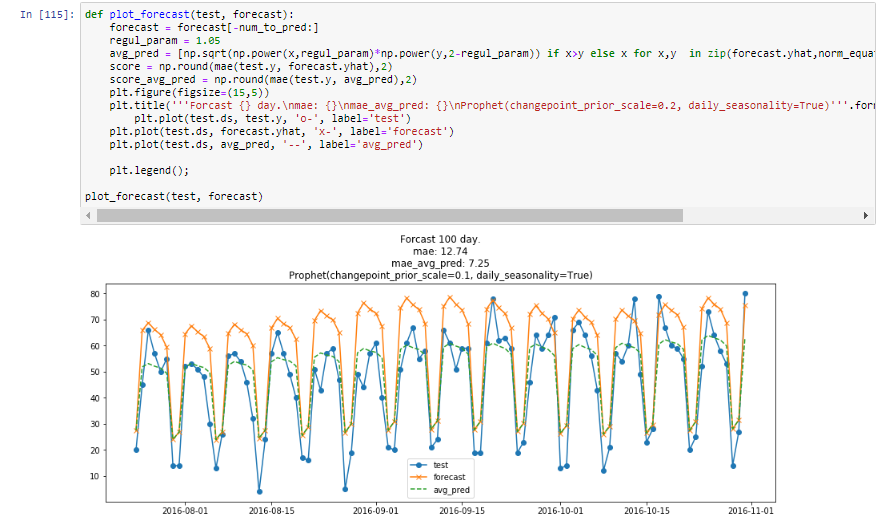 In [115]: def plot_forecast(test, forecast):
forecast = forecast[-num_to_pred:]
regul_param = 1.05
avg_pred = [np.sqrt(np.power(x,regul_param)*np.power(y,2-regul_param)) if x>y else x for x,y  in zip(forecast.yhat,norm_equa
score = np.round(mae(test.y, forecast.yhat),2)
score_avg_pred = np.round(mae(test.y, avg_pred),2)
plt.figure(figsize=(15,5))
plt.title('''Forcast {} day.\nmae: {}\nmae_avg_pred: {}\nProphet(changepoint_prior_scale=0.2, daily_seasonality=True)'''.for
plt.plot(test.ds, test.y, 'o-', label='test')
plt.plot(test.ds, forecast.yhat, 'x-', label='forecast')
plt.plot(test.ds, avg_pred, '--', label='avg_pred')
plt.legend();
plot_forecast(test, forecast)
Forcast 100 day.
mae: 12.74
mae_avg_pred: 7.25
Prophet(changepoint_prior_scale=0.1, daily_seasonality=True)
80
70
60
50
40
30
20
10
test
forecast
avg_pred
2016-08-01 2016-08-15 2016-09-01 2016-09-15 2016-10-01 2016-10-15 2016-11-01